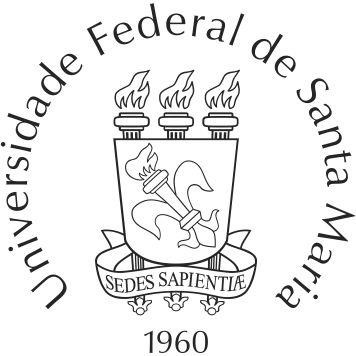 Universidade Federal de Santa Maria
SEDES SAPIENTIÆ
1960